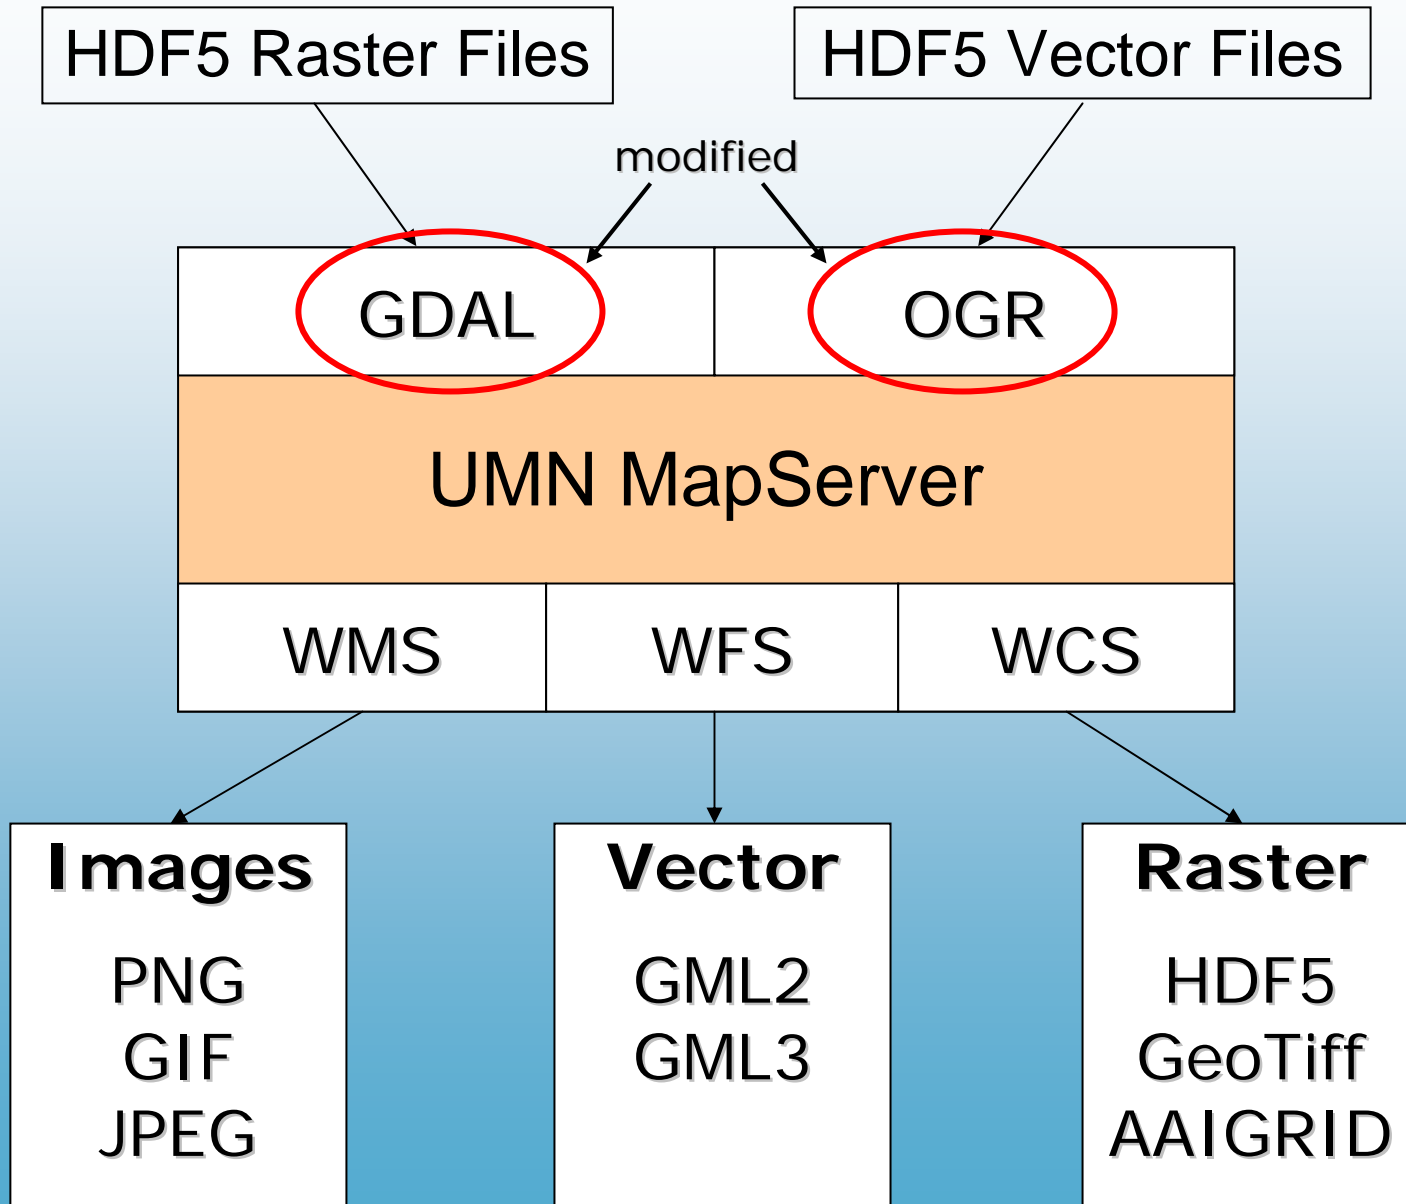 HDF5 Raster Files
HDF5 Vector Files
modified
GDAL
OGR
UMN MapServer
WMS
WFS
WCS
Images
PNG
GIF
JPEG
Vector
GML2
GML3
Raster
HDF5
GeoTiff
AAIGRID